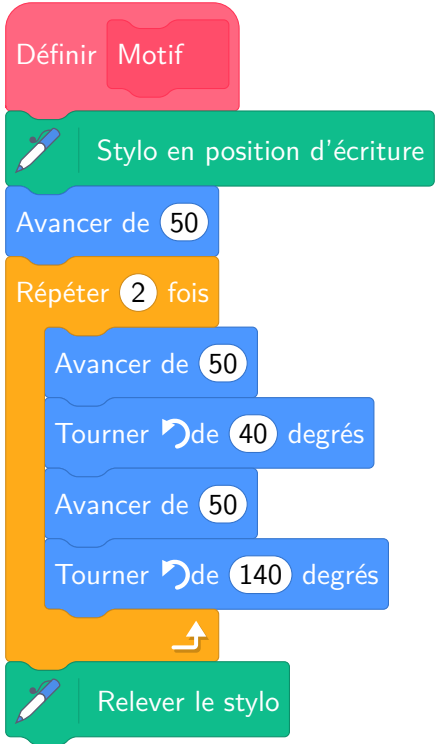 Définir Motif
Stylo en position d'écriture
Avancer de 50
Répéter 2 fois
Avancer de 50
Tourner de 40 degrés
Avancer de 50
Tourner de 140 degrés
Relever le stylo